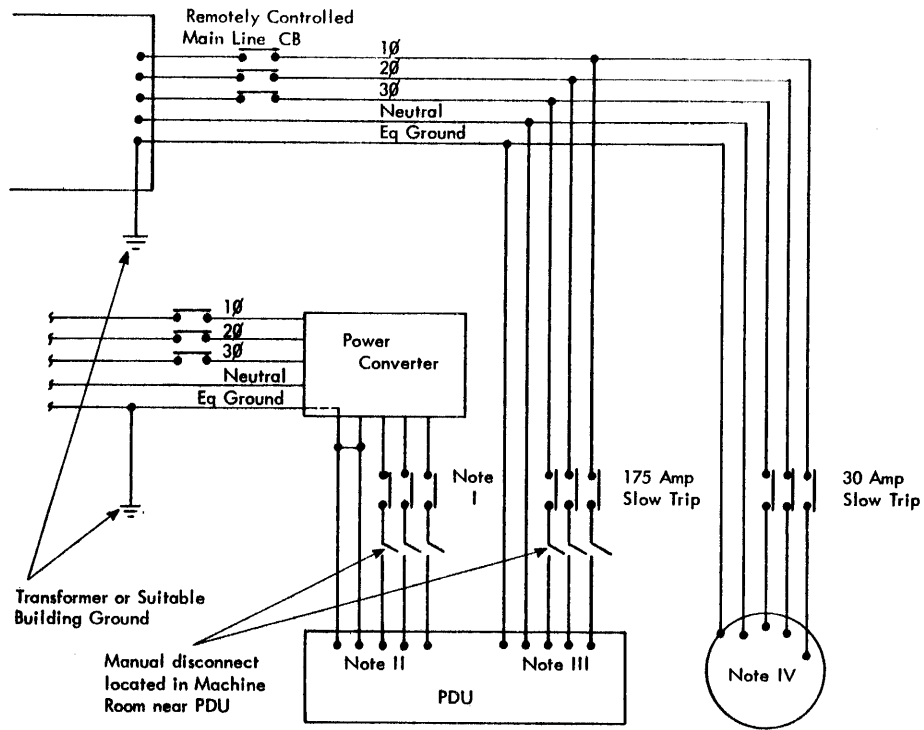 Remotely Controlled
Main Line CB
1Ø
2Ø
3Ø
Neutral
Eq Ground
1Ø
2Ø
3Ø
Neutral
Eq Ground
Power
Converter
Note
I
175 Amp
Slow Trip
30 Amp
Slow Trip
Transformer or Suitable
Building Ground
Manual disconnect
located in Machine
Room near PDU
Note II
Note III
PDU
Note IV